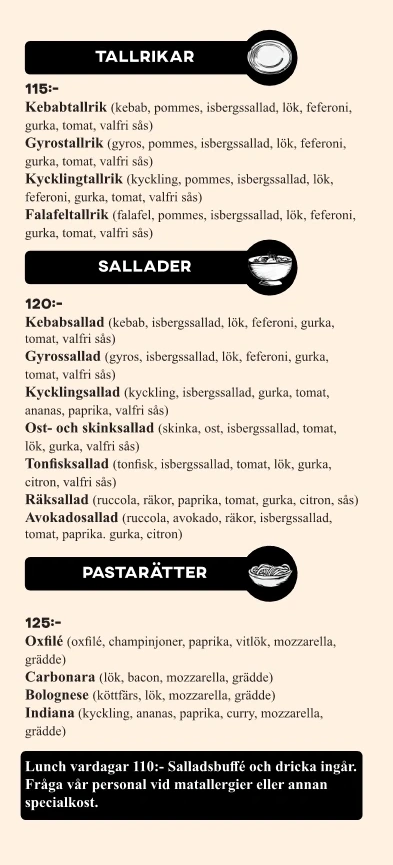 TALLRIKAR
115:-
Kebabtallrik (kebab, pommes, isbergssallad, lök, feferoni,
gurka, tomat, valfri sås)
Gyrostallrik (gyros, pommes, isbergssallad, lök, feferoni,
gurka, tomat, valfri sås)
Kycklingtallrik (kyckling, pommes, isbergssallad, lök,
feferoni, gurka, tomat, valfri sås)
Falafeltallrik (falafel, pommes, isbergssallad, lök, feferoni,
gurka, tomat, valfri sås)
SALLADER
120:-
Kebabsallad (kebab, isbergssallad, lök, feferoni, gurka,
tomat, valfri sås)
Gyrossallad (gyros, isbergssallad, lök, feferoni, gurka,
tomat, valfri sås)
Kycklingsallad (kyckling, isbergssallad, gurka, tomat,
ananas, paprika, valfri sås)
Ost- och skinksallad (skinka, ost, isbergssallad, tomat,
lök, gurka, valfri sås)
Tonfisksallad (tonfisk, isbergssallad, tomat, lök, gurka,
citron, valfri sås)
Räksallad (ruccola, räkor, paprika, tomat, gurka, citron, sås)
Avokadosallad (ruccola, avokado, räkor, isbergssallad,
tomat, paprika. gurka, citron)
PASTARÄTTER
125:-
Oxfilé (oxfilé, champinjoner, paprika, vitlök, mozzarella,
grädde)
Carbonara (lök, bacon, mozzarella, grädde)
Bolognese (köttfärs, lök, mozzarella, grädde)
Indiana (kyckling, ananas, paprika, curry, mozzarella,
grädde)
Lunch vardagar 110:- Salladsbuffé och dricka ingår.
Fråga vår personal vid matallergier eller annan
specialkost.